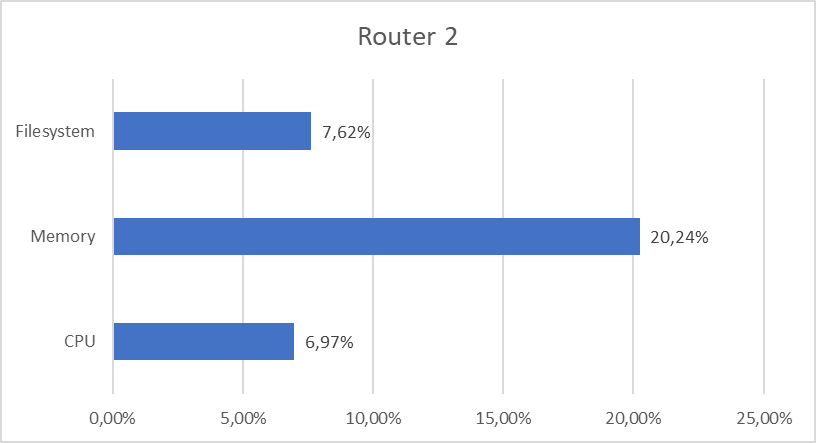 Router 2
Filesystem
7,62%
Memory
20,24%
CPU
6,97%
0,00%
5,00%
10,00%
15,00%
20,00%
25,00%